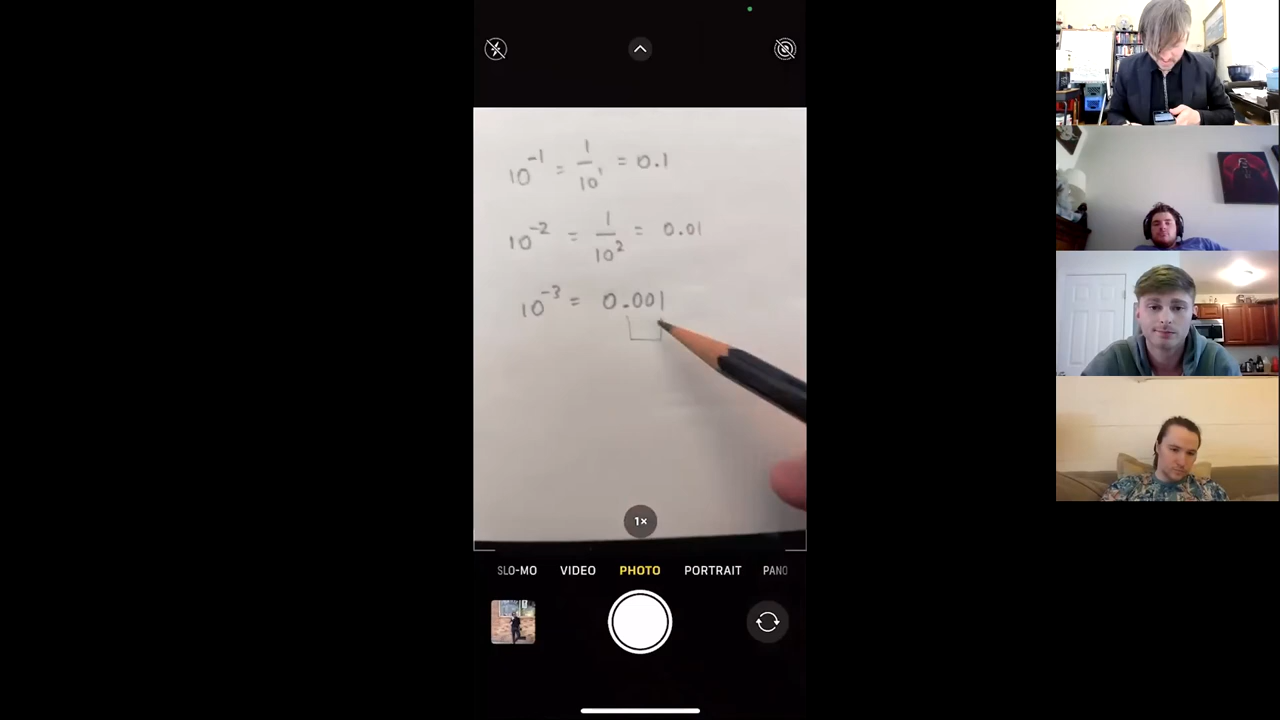 10⁻¹ = 1/10¹ = 0.1
10⁻² = 1/10² = 0.01
10⁻³ = 0.001
1×
SLO-MO VIDEO PHOTO PORTRAIT PANO